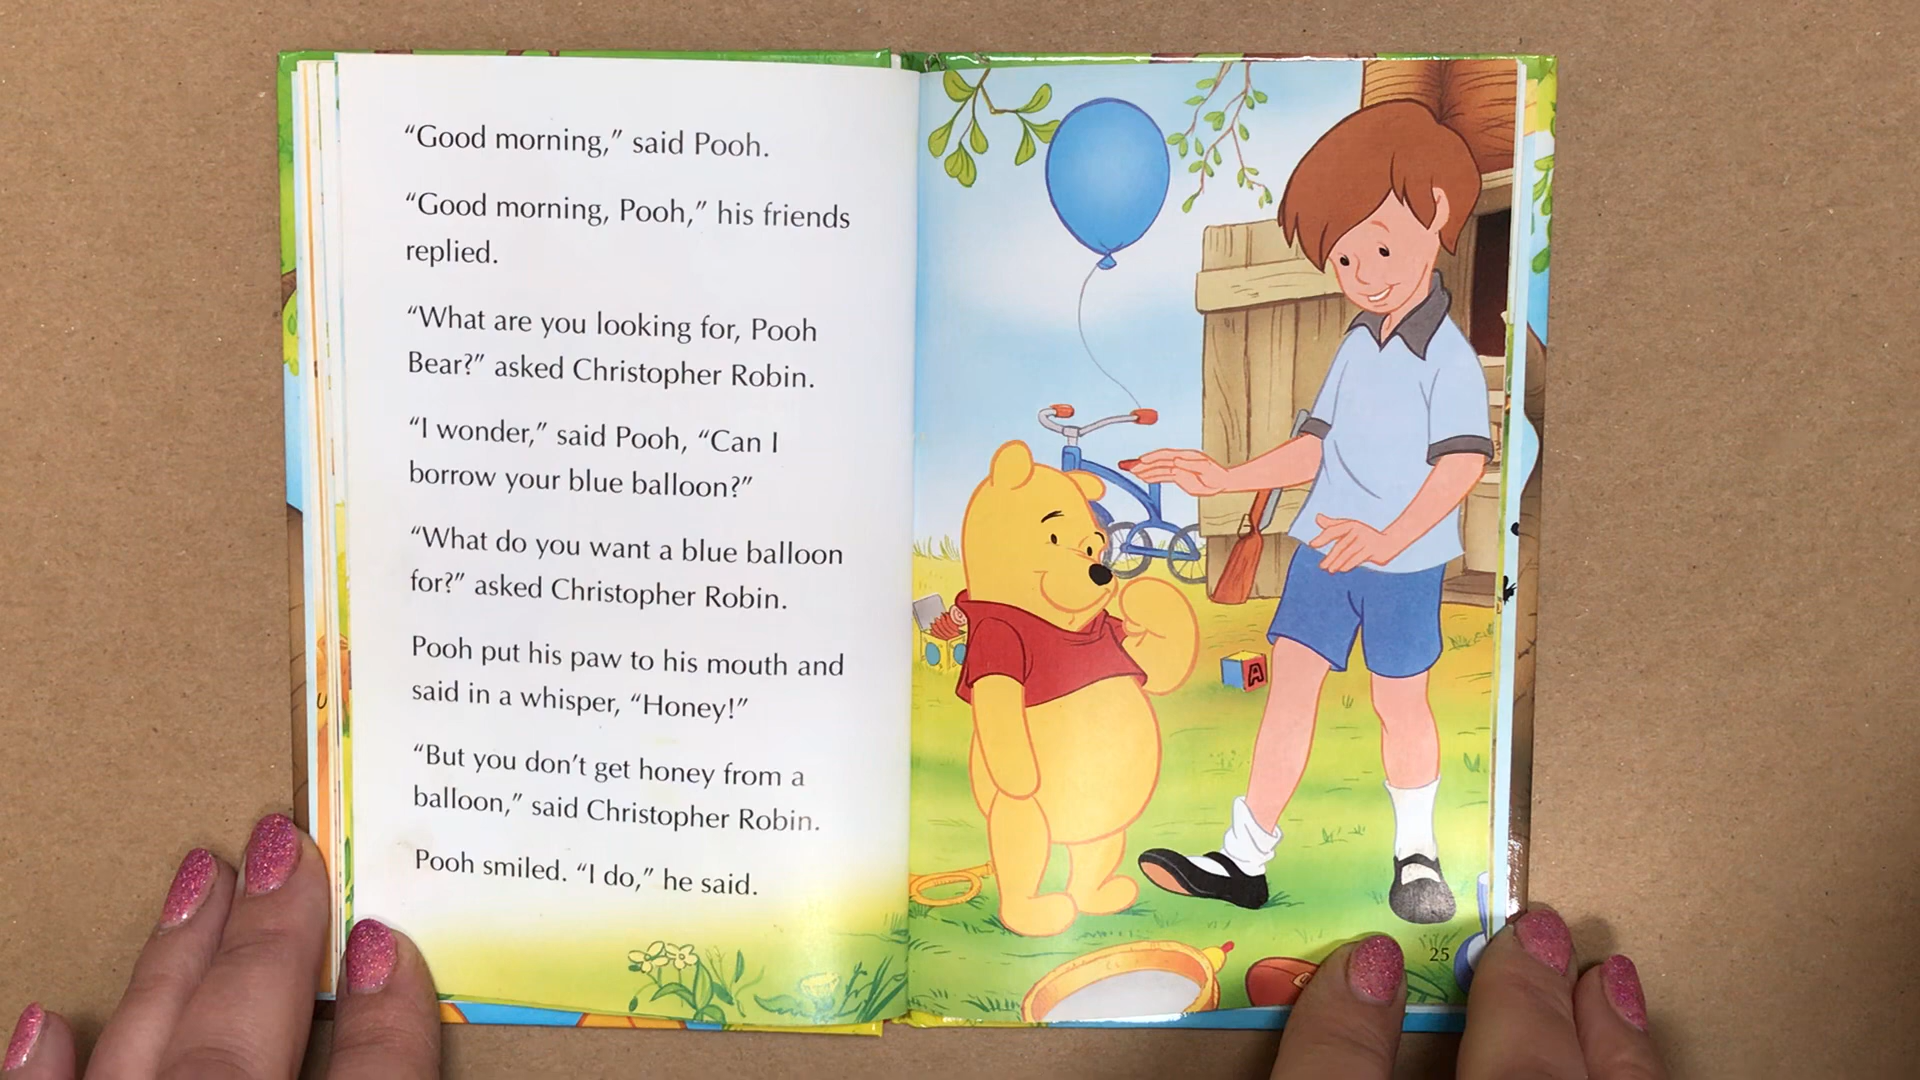 “Good morning,” said Pooh.
“Good morning, Pooh,” his friends
replied.
“What are you looking for, Pooh
Bear?” asked Christopher Robin.
“I wonder,” said Pooh, “Can I
borrow your blue balloon?”
“What do you want a blue balloon
for?” asked Christopher Robin.
Pooh put his paw to his mouth and
said in a whisper, “Honey!”
“But you don’t get honey from a
balloon,” said Christopher Robin.
Pooh smiled. “I do,” he said.
A
25